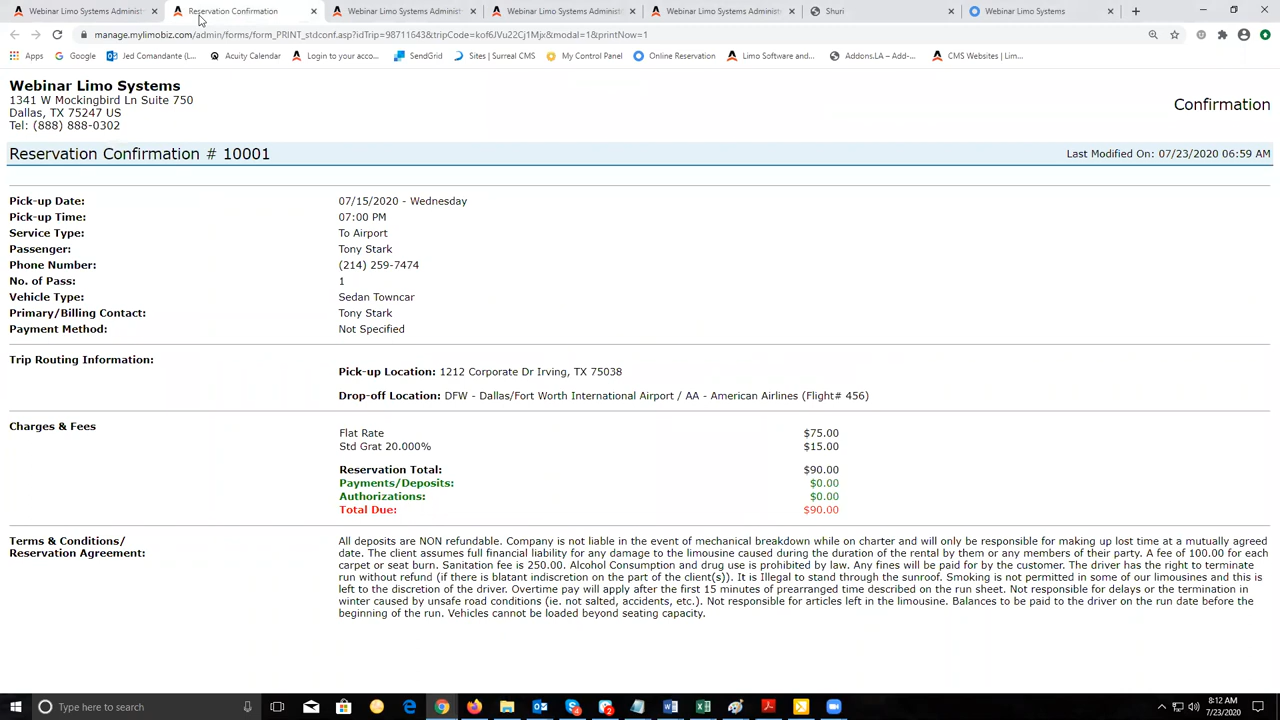 Webinar Limo Systems Administ
Reservation Confirmation
Webinar Limo Systems Administ
Webinar Limo Systems Administ
Webinar Limo Systems Administ
Shuri
Webinar Limo Systems
manage.mylimobiz.com/admin/forms/form_PRINT_stdconf.asp?idTrip=98711643&tripCode=kof6JVu22Cj1Mjx&modal=1&printNow=1
Apps
Google
Jed Comandante (L...
Acuity Calendar
Login to your acco...
SendGrid
Sites | Surreal CMS
My Control Panel
Online Reservation
Limo Software and...
Addons.LA – Add-...
CMS Websites | Lim...
Webinar Limo Systems
1341 W Mockingbird Ln Suite 750
Dallas, TX 75247 US
Tel: (888) 888-0302
Confirmation
Reservation Confirmation # 10001
Last Modified On: 07/23/2020 06:59 AM
Pick-up Date: 07/15/2020 - Wednesday
Pick-up Time: 07:00 PM
Service Type: To Airport
Passenger: Tony Stark
Phone Number: (214) 259-7474
No. of Pass: 1
Vehicle Type: Sedan Towncar
Primary/Billing Contact: Tony Stark
Payment Method: Not Specified
Trip Routing Information:
Pick-up Location: 1212 Corporate Dr Irving, TX 75038
Drop-off Location: DFW - Dallas/Fort Worth International Airport / AA - American Airlines (Flight# 456)
Charges & Fees
Flat Rate $75.00
Std Grat 20.000% $15.00
Reservation Total: $90.00
Payments/Deposits: $0.00
Authorizations: $0.00
Total Due: $90.00
Terms & Conditions/
Reservation Agreement:
All deposits are NON refundable. Company is not liable in the event of mechanical breakdown while on charter and will only be responsible for making up lost time at a mutually agreed
date. The client assumes full financial liability for any damage to the limousine caused during the duration of the rental by them or any members of their party. A fee of 100.00 for each
carpet or seat burn. Sanitation fee is 250.00. Alcohol Consumption and drug use is prohibited by law. Any fines will be paid for by the customer. The driver has the right to terminate
run without refund (if there is blatant indiscretion on the part of the client(s)). It is Illegal to stand through the sunroof. Smoking is not permitted in some of our limousines and this is
left to the discretion of the driver. Overtime pay will apply after the first 15 minutes of prearranged time described on the run sheet. Not responsible for delays or the termination in
winter caused by unsafe road conditions (ie. not salted, accidents, etc.). Not responsible for articles left in the limousine. Balances to be paid to the driver on the run date before the
beginning of the run. Vehicles cannot be loaded beyond seating capacity.
Type here to search
8:12 AM
7/23/2020